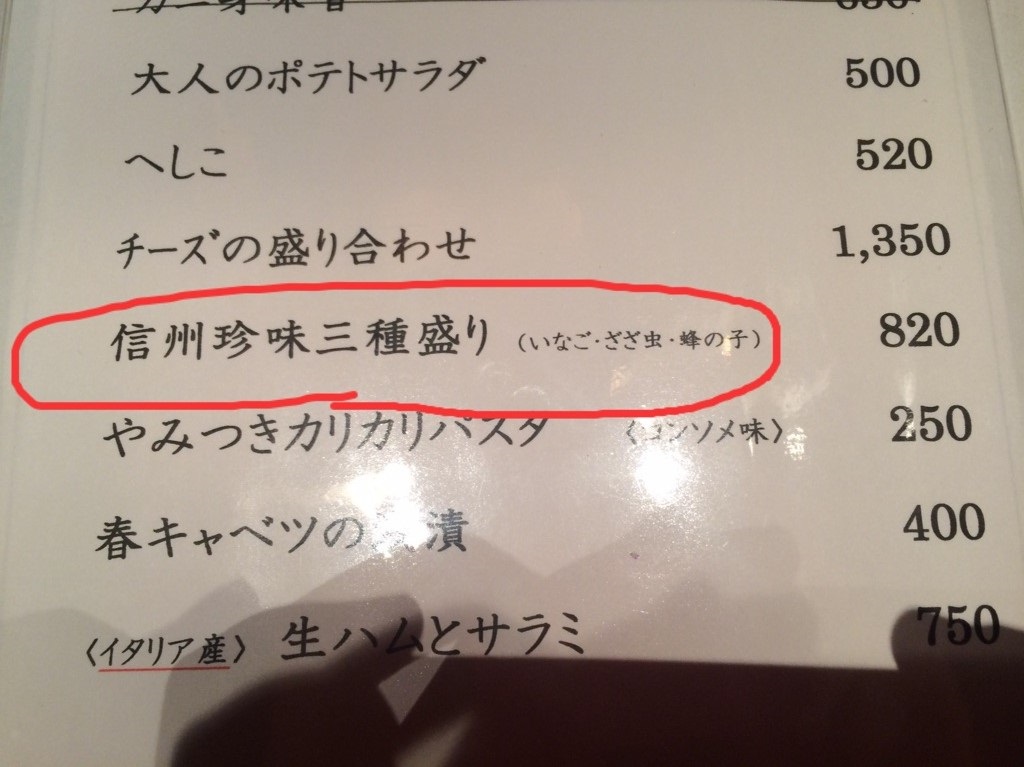 大人のポテトサラダ 500
へしこ 520
チーズの盛り合わせ 1,350
信州珍味三種盛り (いなご・ざざ虫・蜂の子) 820
やみつきカリカリパスタ 〈コンソメ味〉 250
春キャベツの 漬 400
〈イタリア産〉 生ハムとサラミ 750